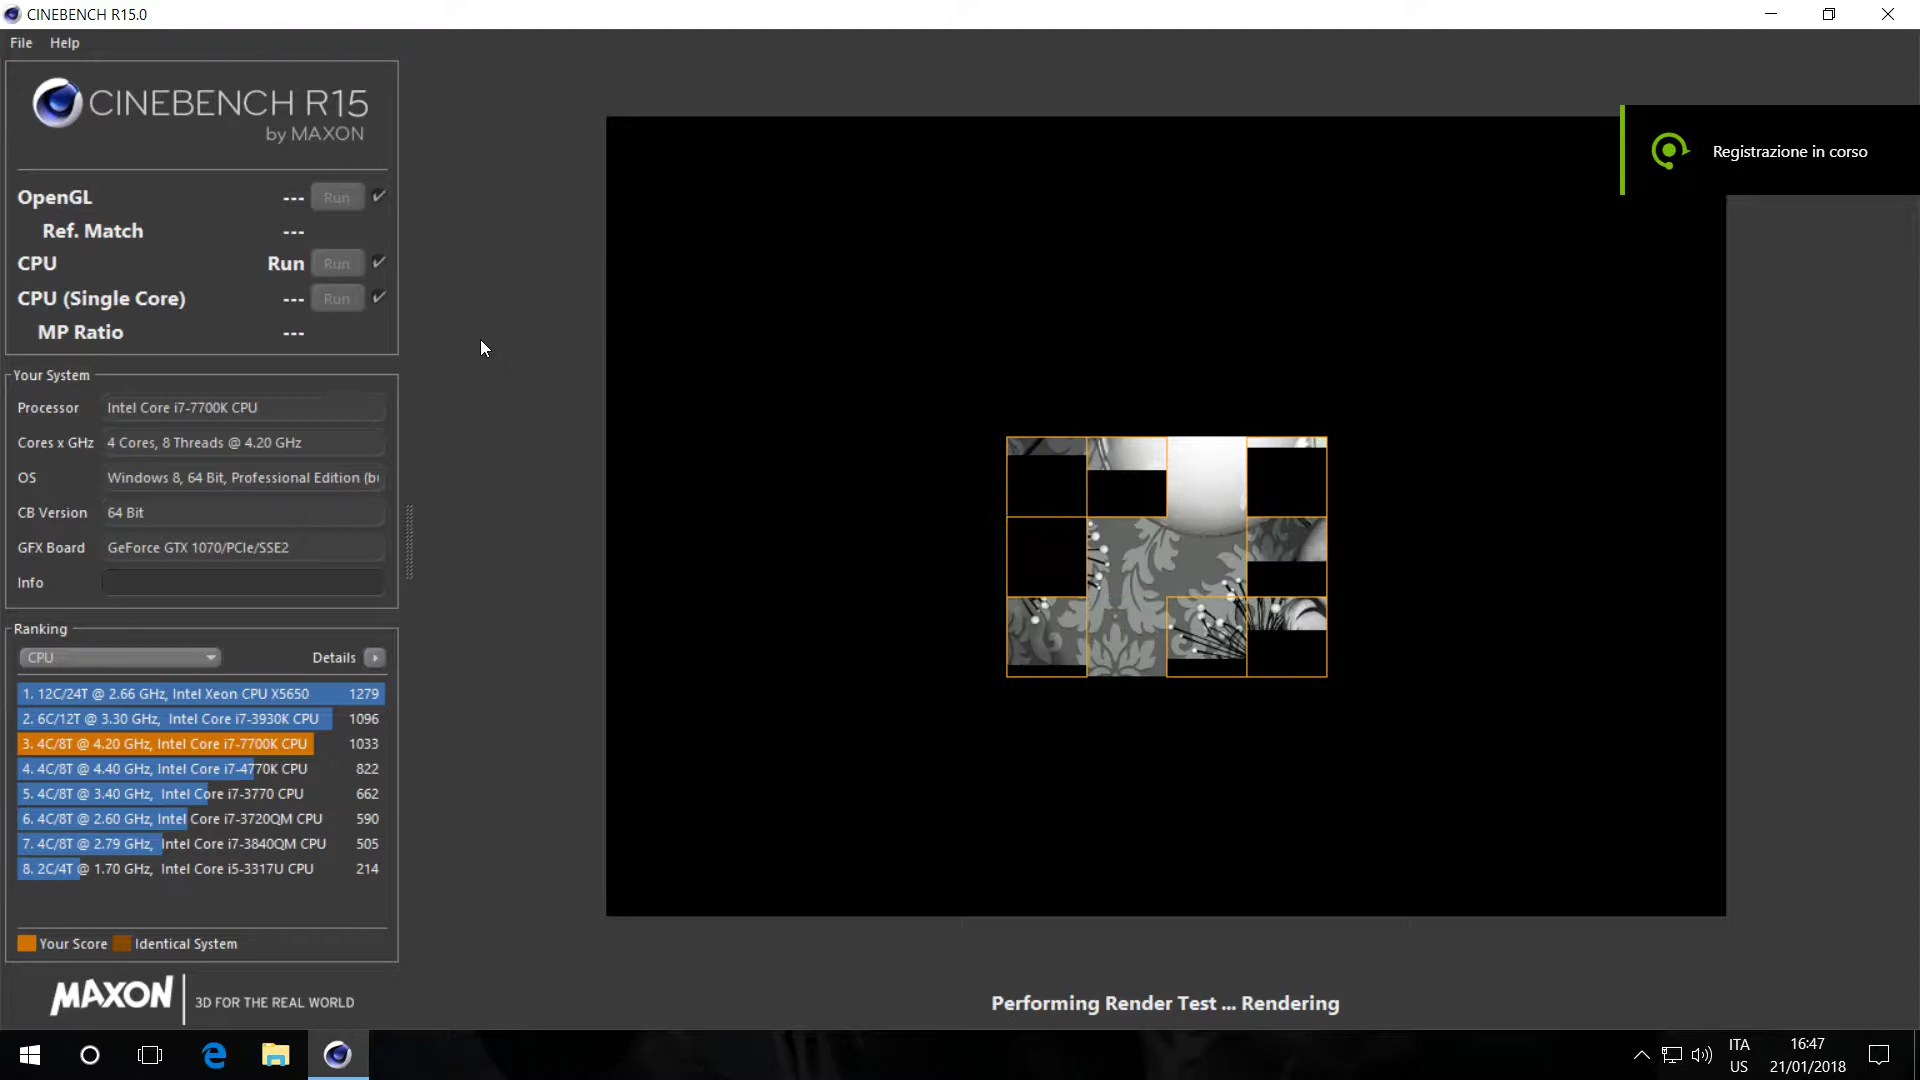 CINEBENCH R15.0
File Help
CINEBENCH R15
by MAXON
OpenGL --- Run
Ref. Match ---
CPU Run Run
CPU (Single Core) --- Run
MP Ratio ---
Your System
Processor Intel Core i7-7700K CPU
Cores x GHz 4 Cores, 8 Threads @ 4.20 GHz
OS Windows 8, 64 Bit, Professional Edition (bu
CB Version 64 Bit
GFX Board GeForce GTX 1070/PCIe/SSE2
Info
Ranking
CPU Details
1. 12C/24T @ 2.66 GHz, Intel Xeon CPU X5650 1279
2. 6C/12T @ 3.30 GHz, Intel Core i7-3930K CPU 1096
3. 4C/8T @ 4.20 GHz, Intel Core i7-7700K CPU 1033
4. 4C/8T @ 4.40 GHz, Intel Core i7-4770K CPU 822
5. 4C/8T @ 3.40 GHz, Intel Core i7-3770 CPU 662
6. 4C/8T @ 2.60 GHz, Intel Core i7-3720QM CPU 590
7. 4C/8T @ 2.79 GHz, Intel Core i7-3840QM CPU 505
8. 2C/4T @ 1.70 GHz, Intel Core i5-3317U CPU 214
Your Score Identical System
MAXON 3D FOR THE REAL WORLD
Registrazione in corso
Performing Render Test ... Rendering
ITA 16:47
US 21/01/2018